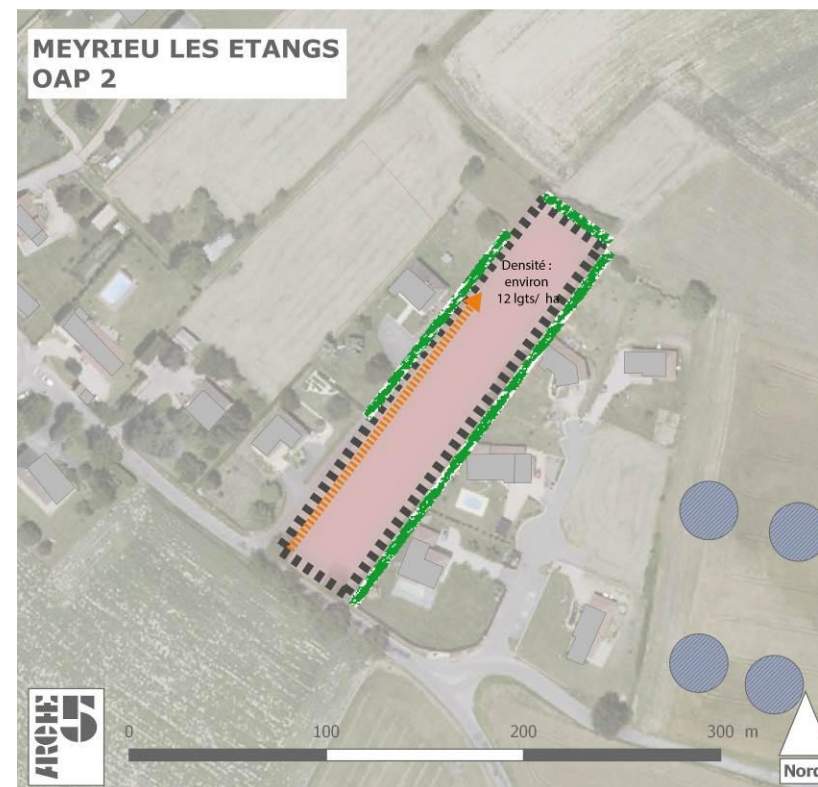 MEYRIEU LES ETANGS
OAP 2
Densité :
environ
12 lgts/ ha
ARCHE
5
0 100 200 300 m
Nord